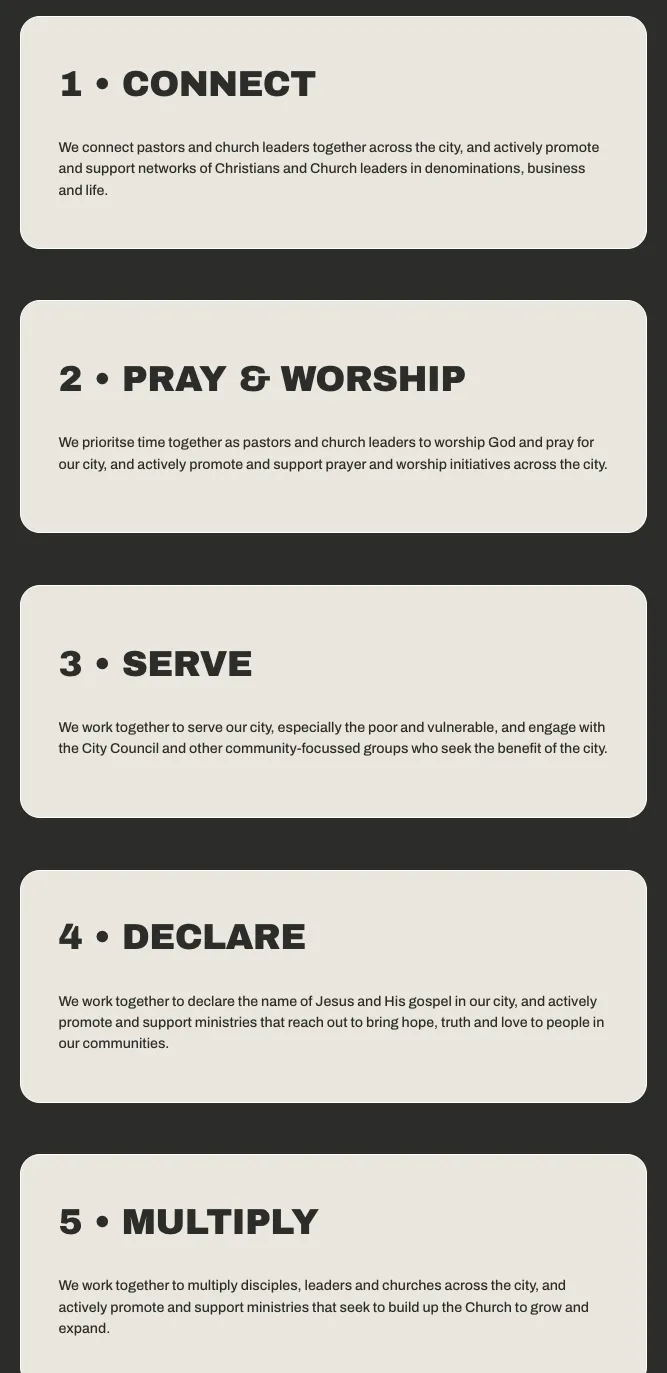 1 • CONNECT
We connect pastors and church leaders together across the city, and actively promote
and support networks of Christians and Church leaders in denominations, business
and life.
2 • PRAY & WORSHIP
We prioritse time together as pastors and church leaders to worship God and pray for
our city, and actively promote and support prayer and worship initiatives across the city.
3 • SERVE
We work together to serve our city, especially the poor and vulnerable, and engage with
the City Council and other community-focussed groups who seek the benefit of the city.
4 • DECLARE
We work together to declare the name of Jesus and His gospel in our city, and actively
promote and support ministries that reach out to bring hope, truth and love to people in
our communities.
5 • MULTIPLY
We work together to multiply disciples, leaders and churches across the city, and
actively promote and support ministries that seek to build up the Church to grow and
expand.